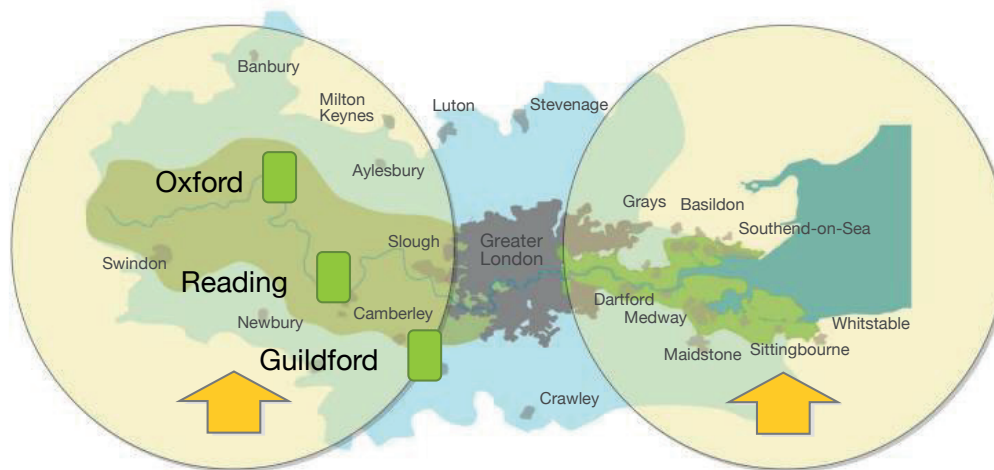 Banbury
Milton
Keynes
Luton
Stevenage
Aylesbury
Oxford
Grays
Basildon
Southend-on-Sea
Slough
Greater
London
Swindon
Reading
Dartford
Newbury
Camberley
Medway
Whitstable
Guildford
Maidstone
Sittingbourne
Crawley